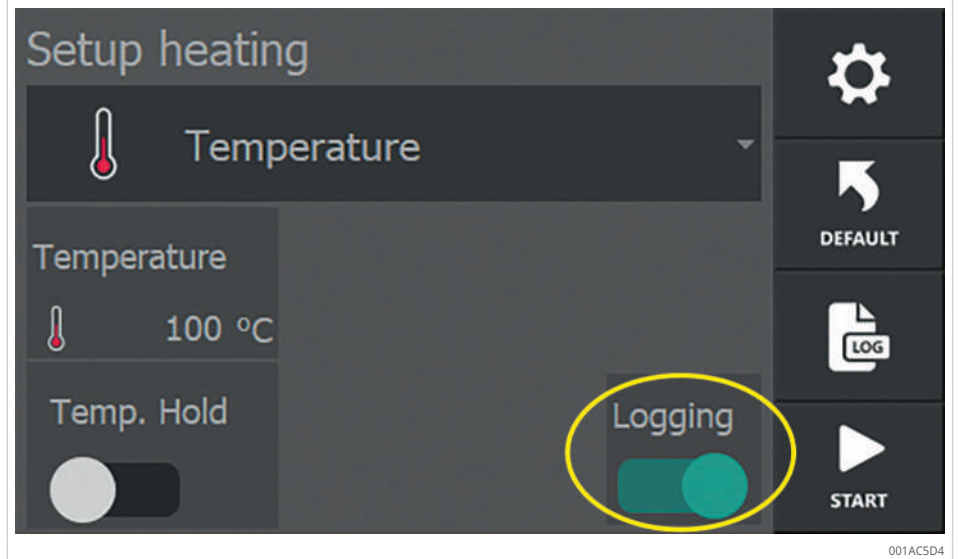 Setup heating
Temperature
Temperature
100 °C
Temp. Hold
Logging
DEFAULT
LOG
START
001AC5D4